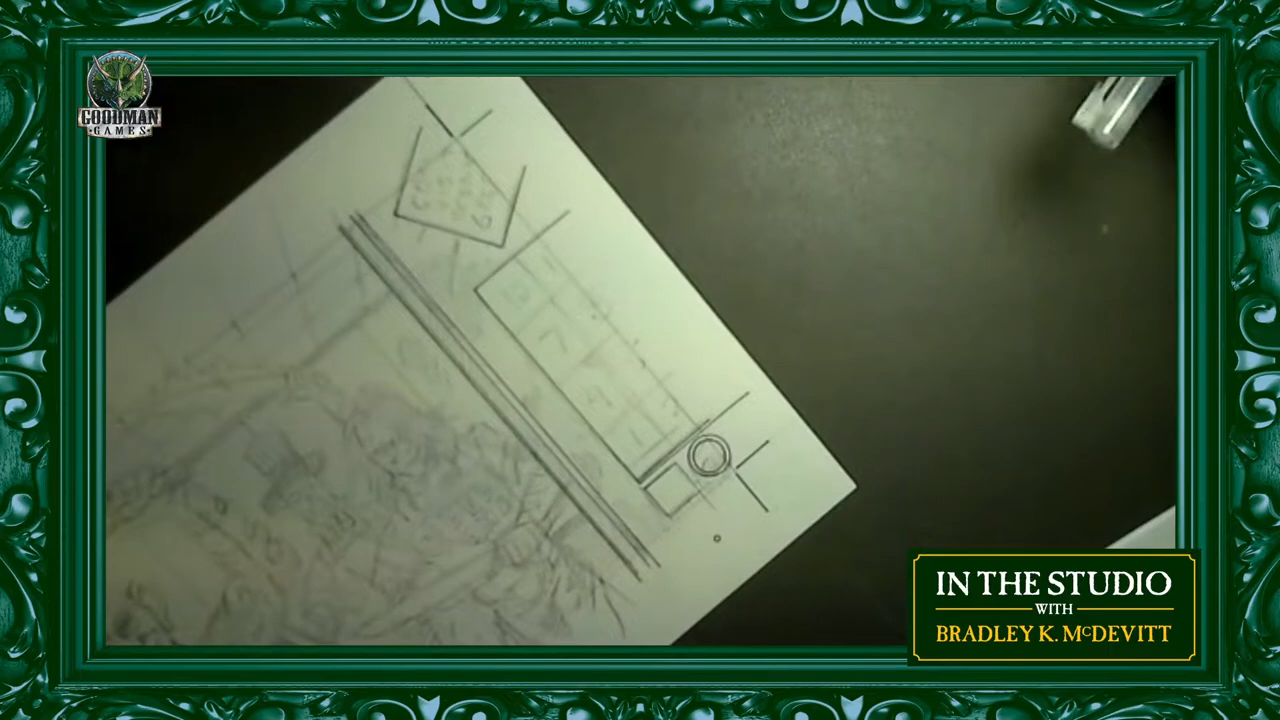 GOODMAN
GAMES
IN THE STUDIO
WITH
BRADLEY K. McDEVITT